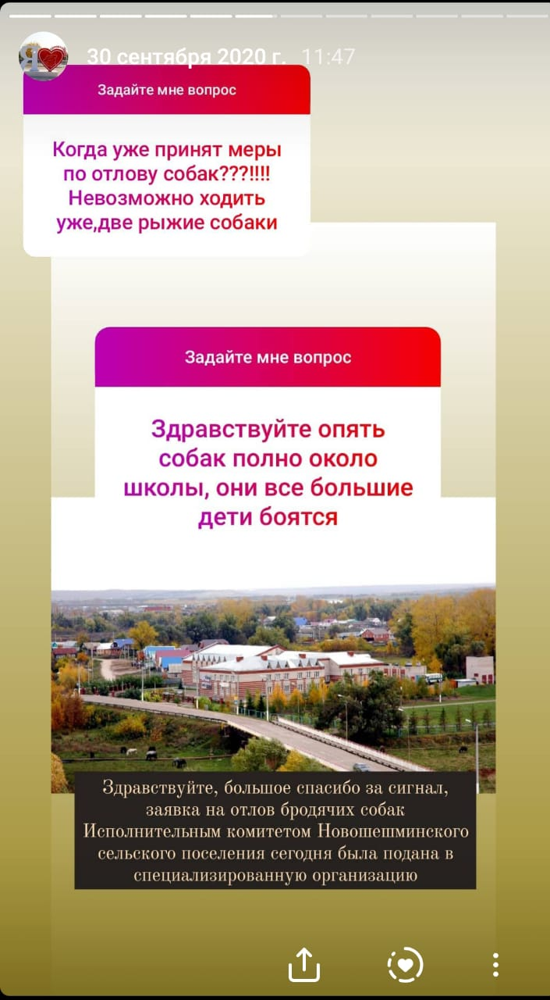 Я
30 сентября 2020 г. 11:47
Задайте мне вопрос
Когда уже принят меры
по отлову собак???!!!!
Невозможно ходить
уже,две рыжие собаки
Задайте мне вопрос
Здравствуйте опять
собак полно около
школы, они все большие
дети боятся
Здравствуйте, большое спасибо за сигнал,
заявка на отлов бродячих собак
Исполнительным комитетом Новошешминского
сельского поселения сегодня была подана в
специализированную организацию